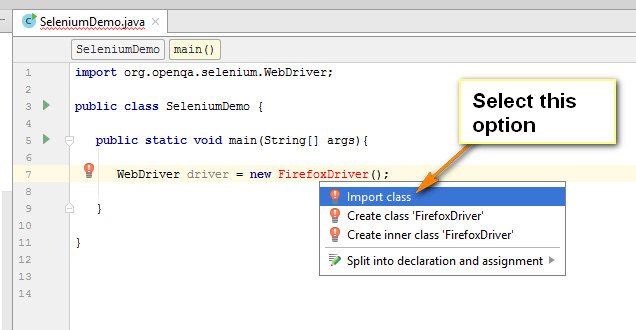 SeleniumDemo.java
SeleniumDemo main()
1 import org.openqa.selenium.WebDriver;
2
3 public class SeleniumDemo {
4
5 public static void main(String[] args){
6
7 WebDriver driver = new FirefoxDriver();
8
9 }
10
11 }
12
13
14
Select this
option
Import class
Create class 'FirefoxDriver'
Create inner class 'FirefoxDriver'
Split into declaration and assignment